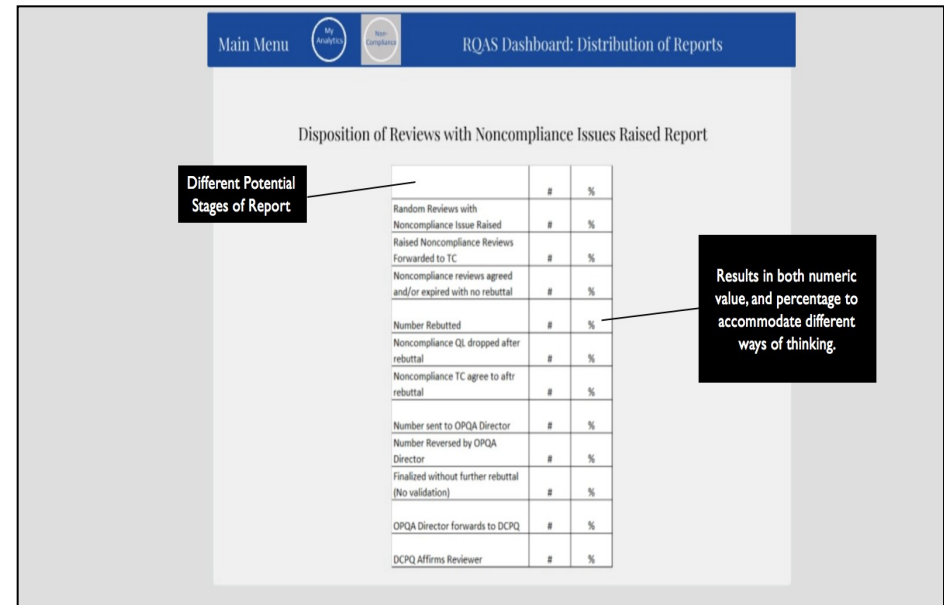 Main Menu
My
Analytics
Non-
Compliance
RQAS Dashboard: Distribution of Reports
Disposition of Reviews with Noncompliance Issues Raised Report
Different Potential
Stages of Report
# %
Random Reviews with
Noncompliance Issue Raised # %
Raised Noncompliance Reviews
Forwarded to TC # %
Noncompliance reviews agreed
and/or expired with no rebuttal # %
Number Rebutted # %
Noncompliance QL dropped after
rebuttal # %
Noncompliance TC agree to aftr
rebuttal # %
Number sent to OPQA Director # %
Number Reversed by OPQA
Director # %
Finalized without further rebuttal
(No validation) # %
OPQA Director forwards to DCPQ # %
DCPQ Affirms Reviewer # %
Results in both numeric
value, and percentage to
accommodate different
ways of thinking.